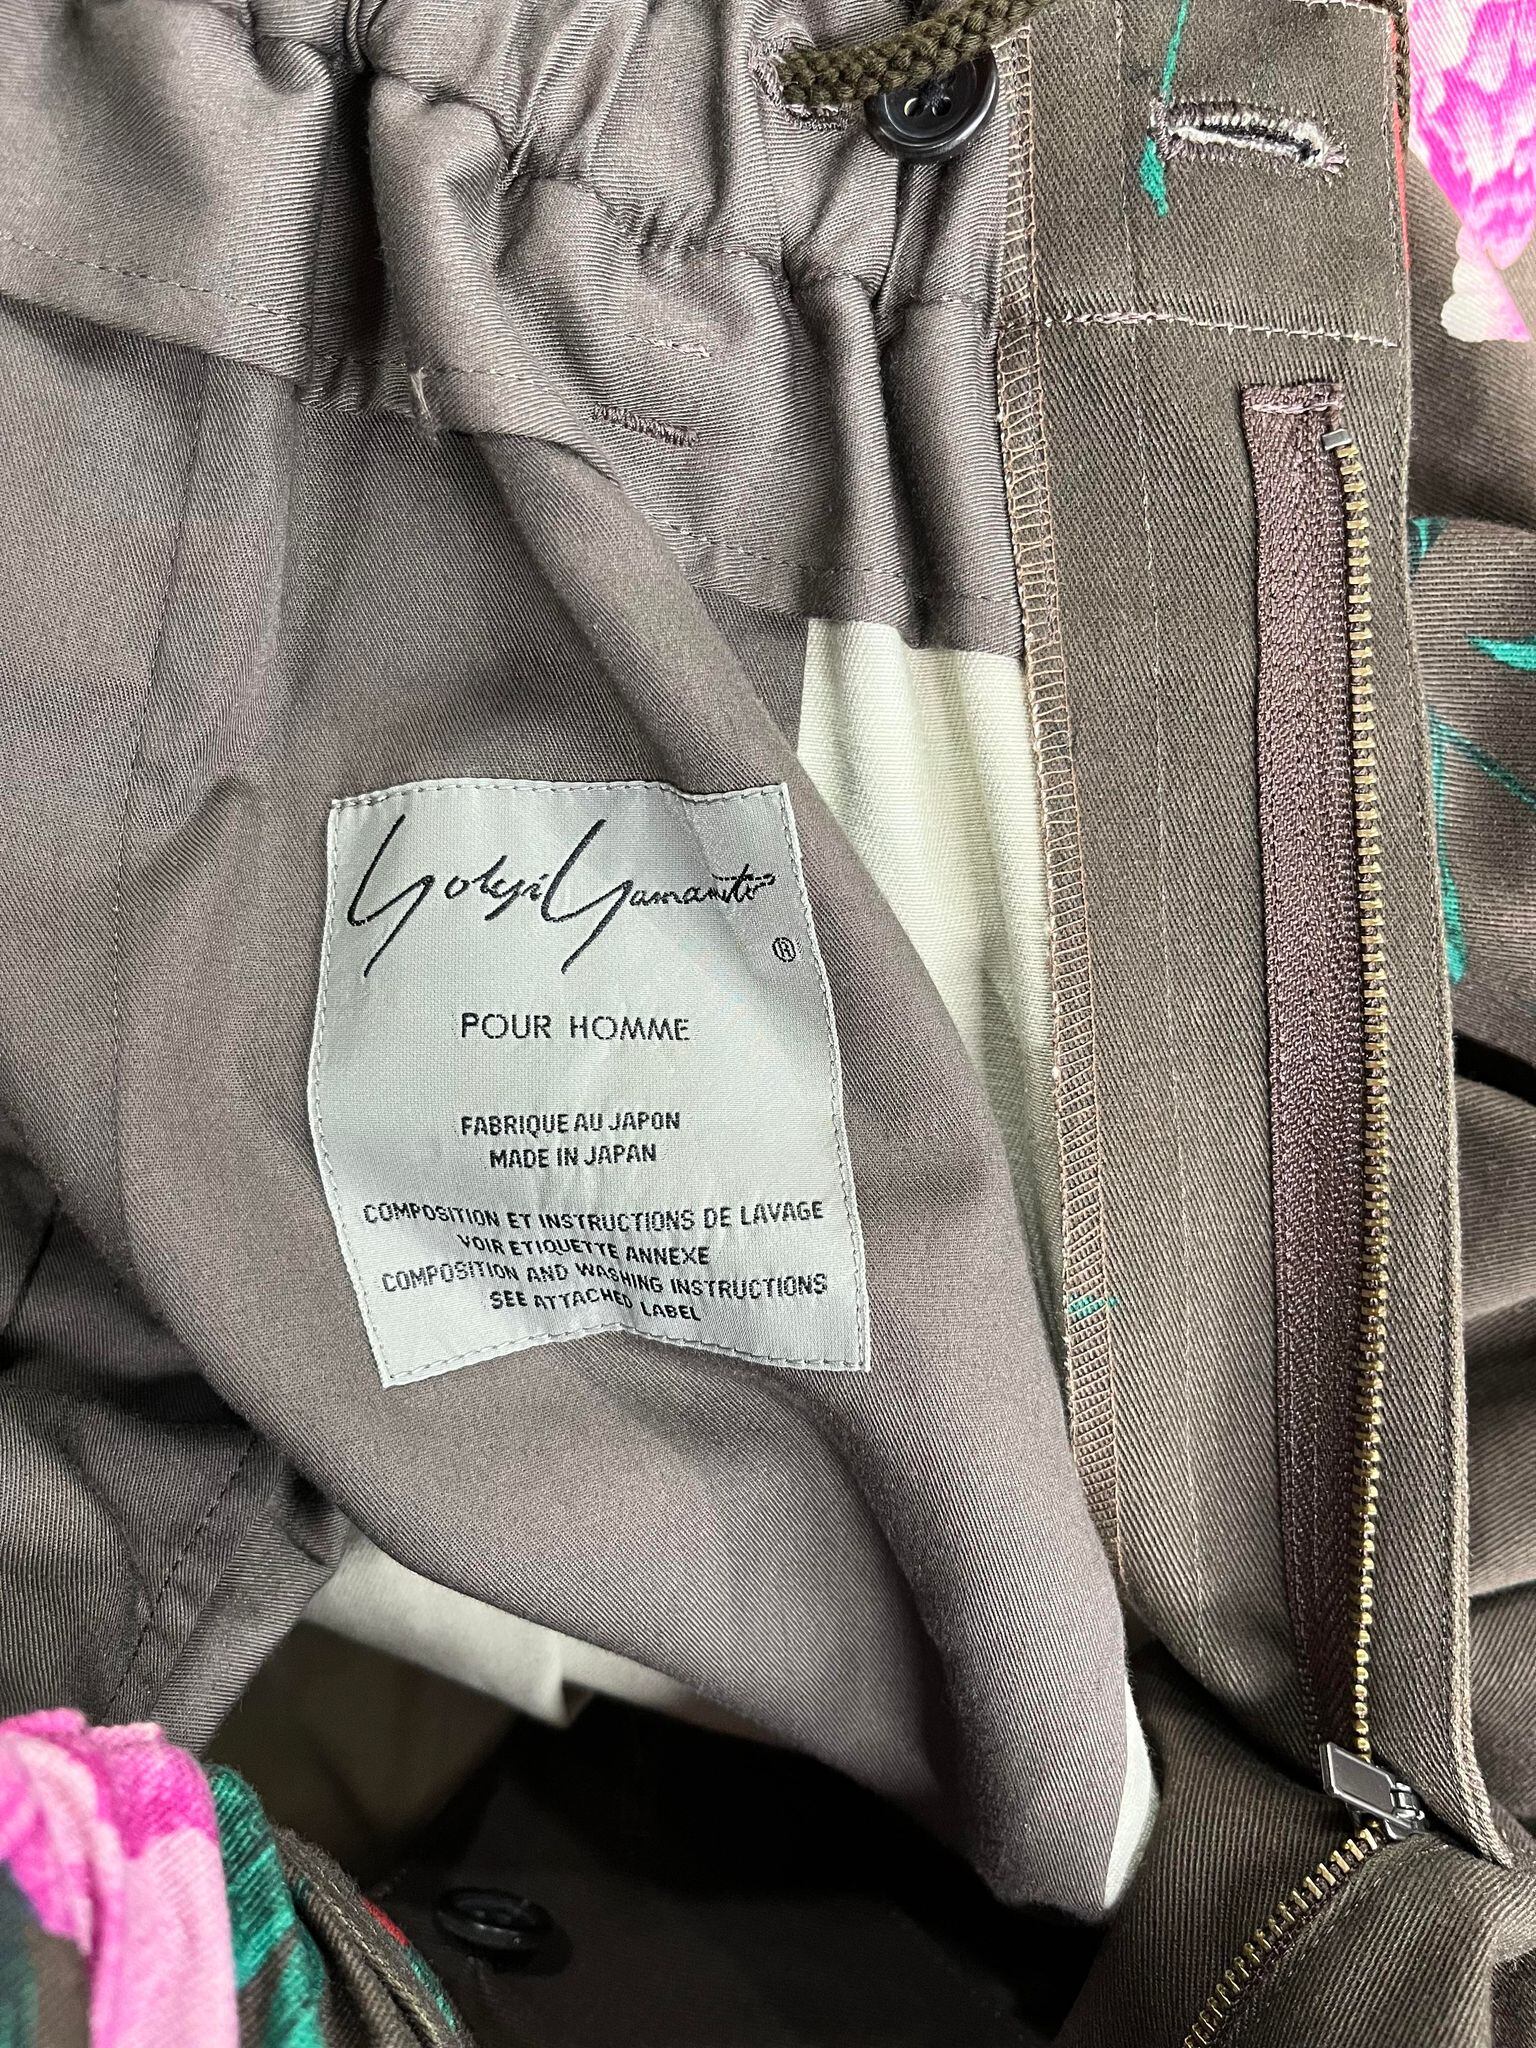 Yohji Yamamoto
®
POUR HOMME
FABRIQUE AU JAPON
MADE IN JAPAN
COMPOSITION ET INSTRUCTIONS DE LAVAGE
VOIR ETIQUETTE ANNEXE
COMPOSITION AND WASHING INSTRUCTIONS
SEE ATTACHED LABEL